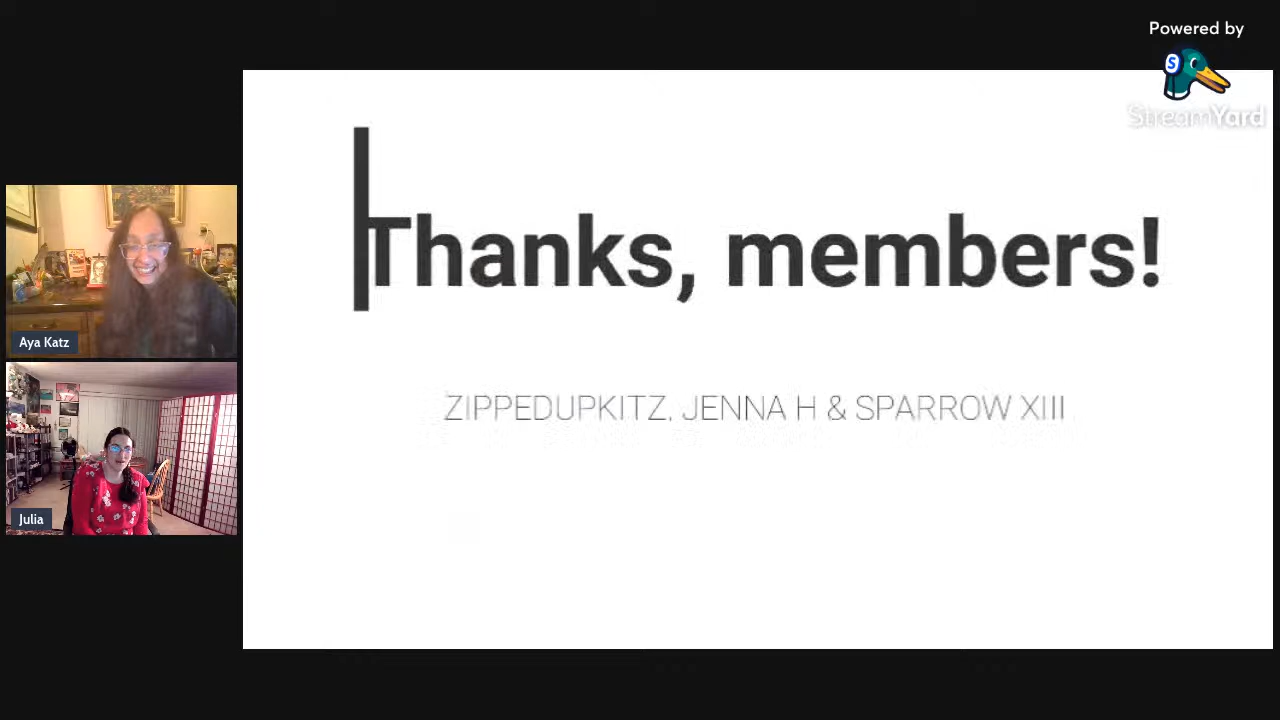 Powered by
S
StreamYard
Thanks, members!
ZIPPEDUPKITZ, JENNA H & SPARROW XIII
Aya Katz
Julia